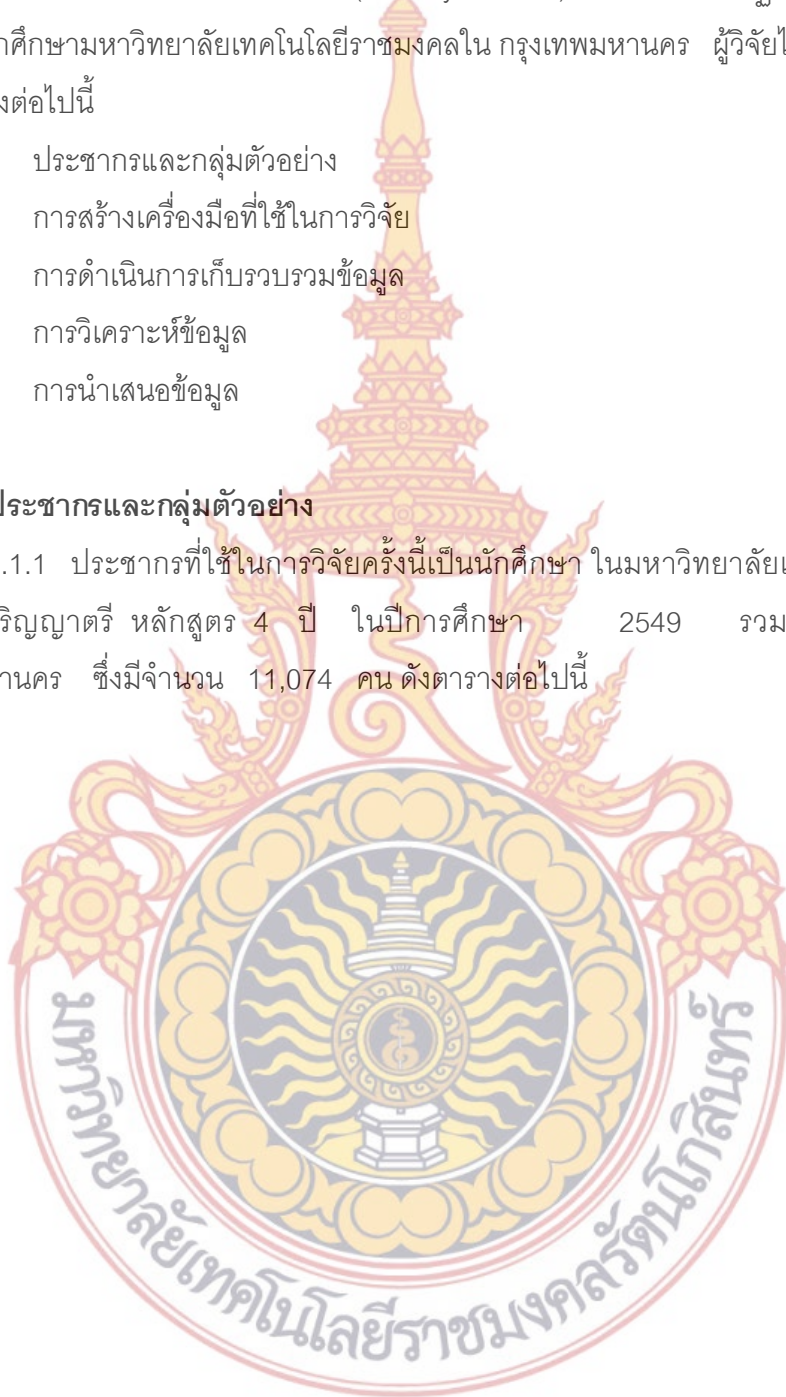 กศึกษามหาวิทยาลัยเทคโนโลยีราชมงคลใน กรุงเทพมหานคร ผู้วิจัยไ
งต่อไปนี้
ประชากรและกลุ่มตัวอย่าง
การสร้างเครื่องมือที่ใช้ในการวิจัย
การดำเนินการเก็บรวบรวมข้อมูล
การวิเคราะห์ข้อมูล
การนำเสนอข้อมูล
ประชากรและกลุ่มตัวอย่าง
.1.1 ประชากรที่ใช้ในการวิจัยครั้งนี้เป็นนักศึกษา ในมหาวิทยาลัยเ
ริญญาตรี หลักสูตร 4 ปี ในปีการศึกษา 2549 รวม
านคร ซึ่งมีจำนวน 11,074 คน ดังตารางต่อไปนี้
มหาวิทยาลัยเทคโนโลยีราชมงคลรัตนโกสินทร์